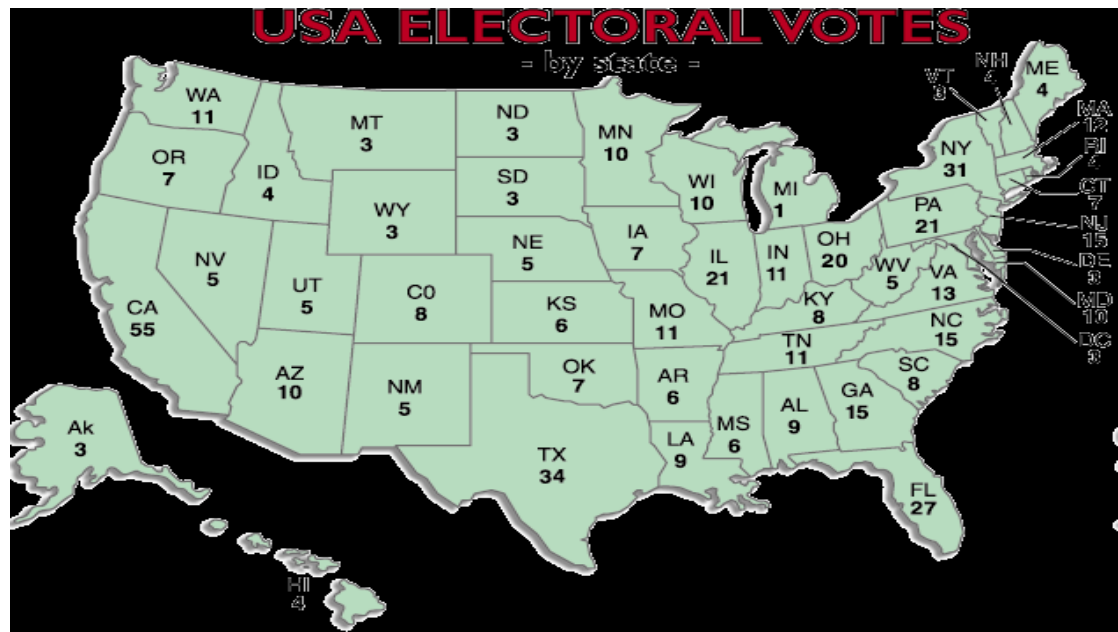 USA ELECTORAL VOTES
- by state -
WA
11
OR
7
CA
55
ID
4
NV
5
MT
3
WY
3
UT
5
AZ
10
C0
8
NM
5
ND
3
SD
3
NE
5
KS
6
OK
7
TX
34
MN
10
IA
7
MO
11
AR
6
LA
9
WI
10
IL
21
MI
1
IN
11
OH
20
KY
8
TN
11
MS
6
AL
9
GA
15
FL
27
SC
8
NC
15
VA
13
WV
5
PA
21
NY
31
VT
3
NH
4
ME
4
MA
12
RI
4
CT
7
NJ
15
DE
3
MD
10
DC
3
Ak
3
HI
4